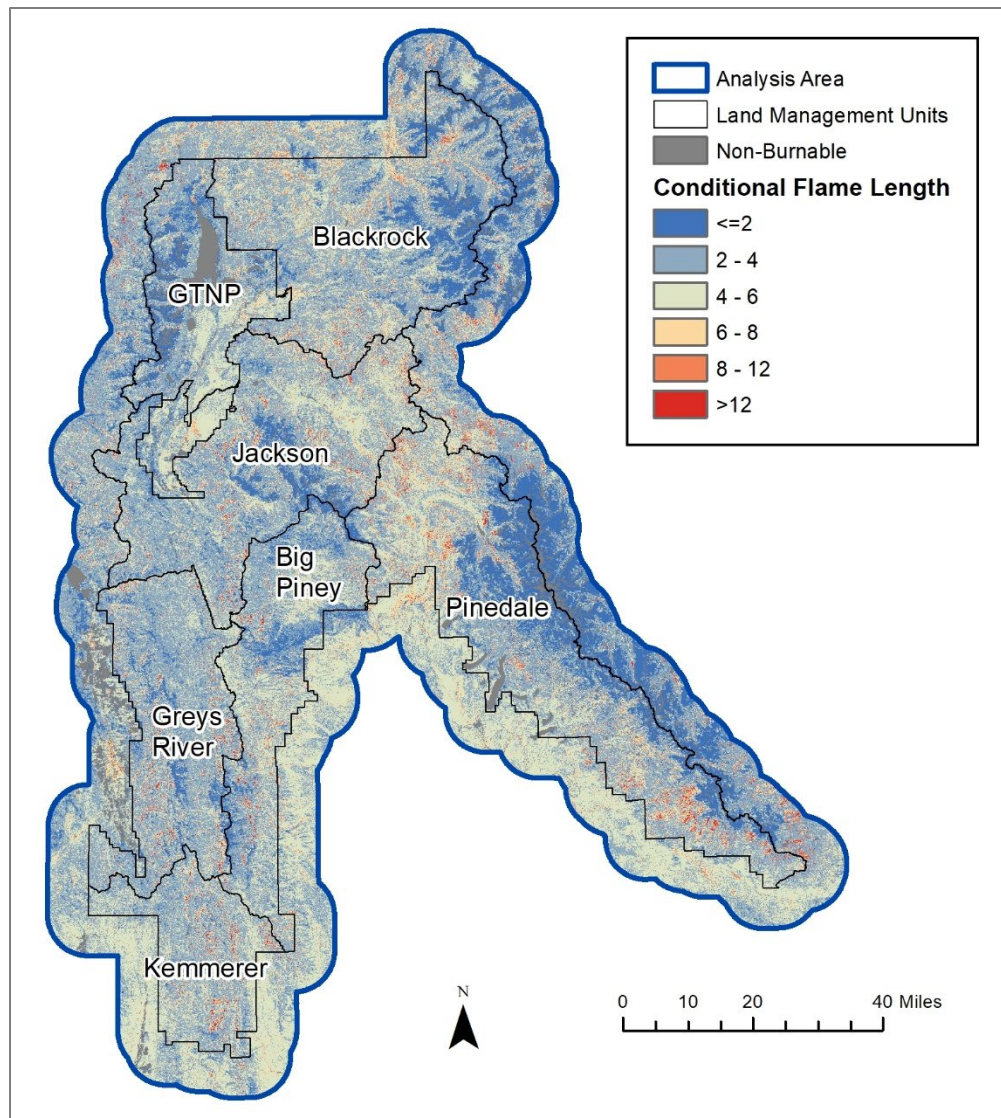 Analysis Area
Land Management Units
Non-Burnable
Conditional Flame Length
<=2
2 - 4
4 - 6
6 - 8
8 - 12
>12
Blackrock
GTNP
Jackson
Big
Piney
Pinedale
Greys
River
Kemmerer
N
0 10 20 40 Miles